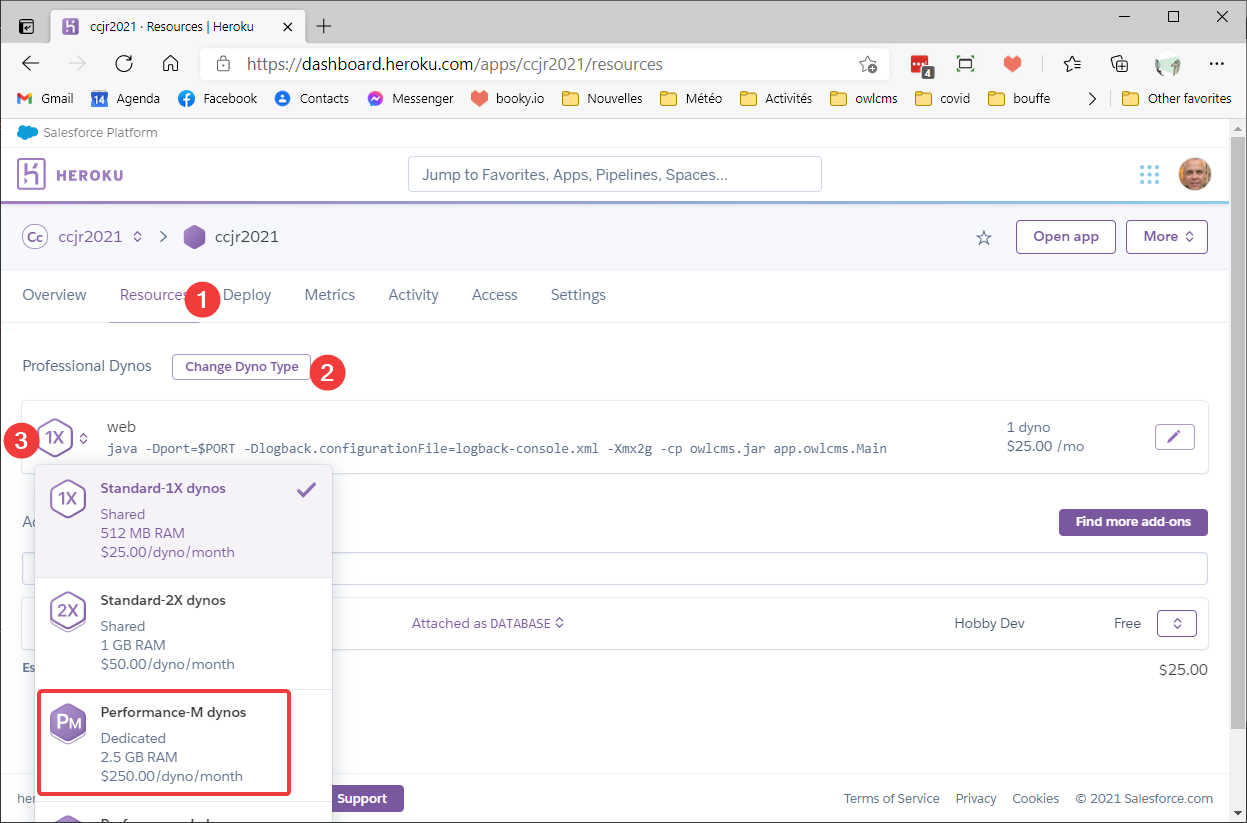 ccjr2021 · Resources | Heroku
https://dashboard.heroku.com/apps/ccjr2021/resources
4
Gmail 14 Agenda Facebook Contacts Messenger booky.io Nouvelles Météo Activités owlcms covid bouffe Other favorites
Salesforce Platform
HEROKU
Jump to Favorites, Apps, Pipelines, Spaces...
Cc ccjr2021 ccjr2021
Open app More
Overview Resources 1 Deploy Metrics Activity Access Settings
Professional Dynos Change Dyno Type 2
3 1X
web
java -Dport=$PORT -Dlogback.configurationFile=logback-console.xml -Xmx2g -cp owlcms.jar app.owlcms.Main
1 dyno
$25.00 /mo
1X Standard-1X dynos
Shared
512 MB RAM
$25.00/dyno/month
Find more add-ons
2X Standard-2X dynos
Shared
1 GB RAM
$50.00/dyno/month
Attached as DATABASE Hobby Dev Free
Es
$25.00
PM Performance-M dynos
Dedicated
2.5 GB RAM
$250.00/dyno/month
Support
Terms of Service Privacy Cookies © 2021 Salesforce.com